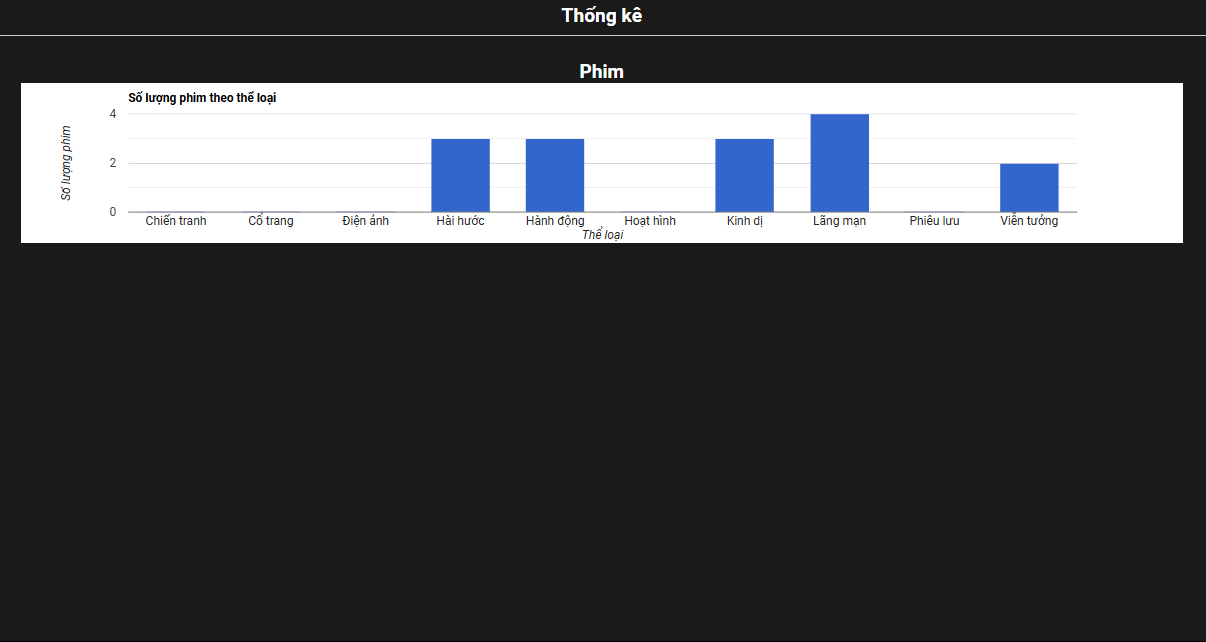 Thống kê
Phim
Số lượng phim theo thể loại
Số lượng phim
4
2
0
Chiến tranh Cổ trang Điện ảnh Hài hước Hành động Hoạt hình Kinh dị Lãng mạn Phiêu lưu Viễn tưởng
Thể loại